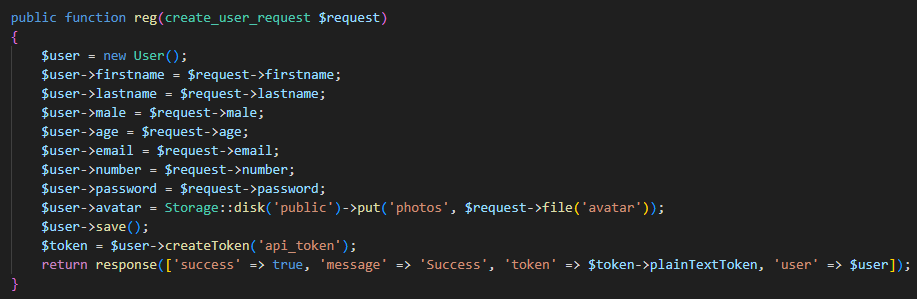 public function reg(create_user_request $request)
{
    $user = new User();
    $user->firstname = $request->firstname;
    $user->lastname = $request->lastname;
    $user->male = $request->male;
    $user->age = $request->age;
    $user->email = $request->email;
    $user->number = $request->number;
    $user->password = $request->password;
    $user->avatar = Storage::disk('public')->put('photos', $request->file('avatar'));
    $user->save();
    $token = $user->createToken('api_token');
    return response(['success' => true, 'message' => 'Success', 'token' => $token->plainTextToken, 'user' => $user]);
}